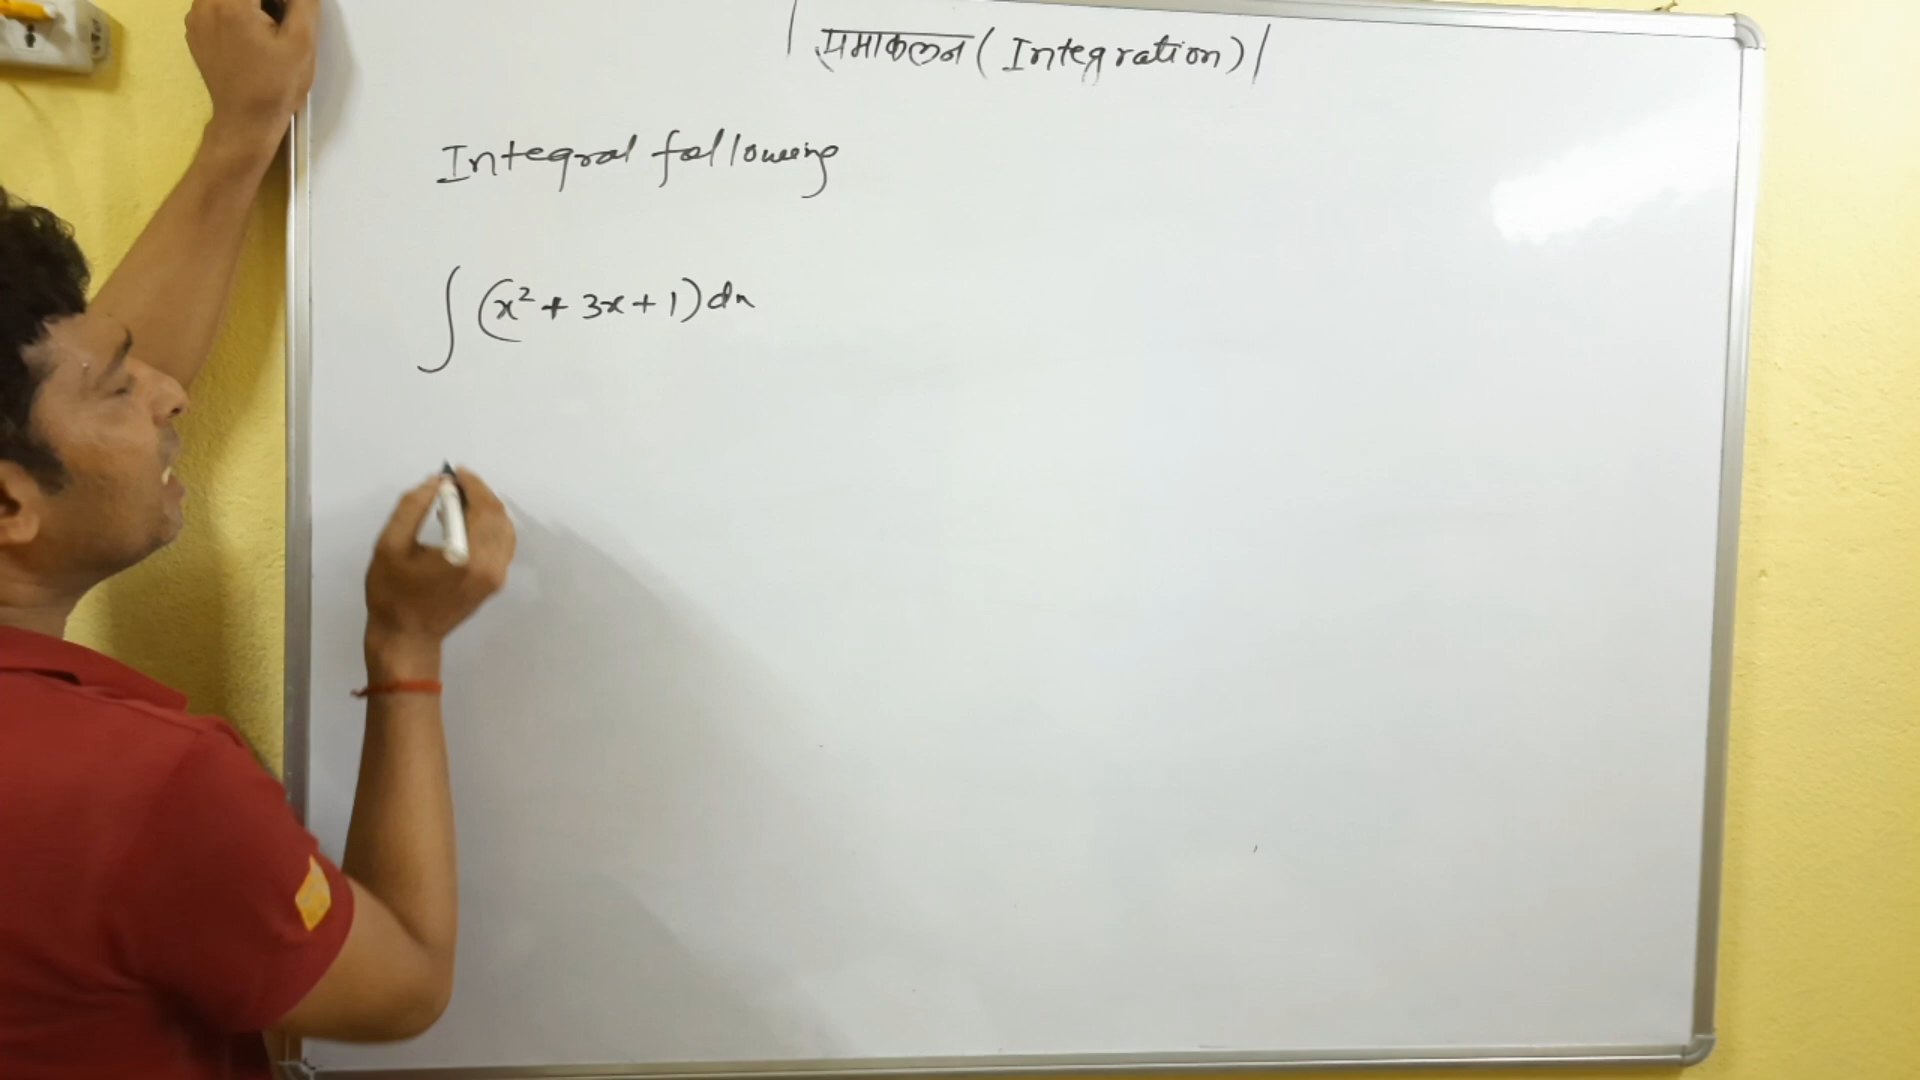 समाकलन (Integration)
Integral following
∫ (x² + 3x + 1) dx